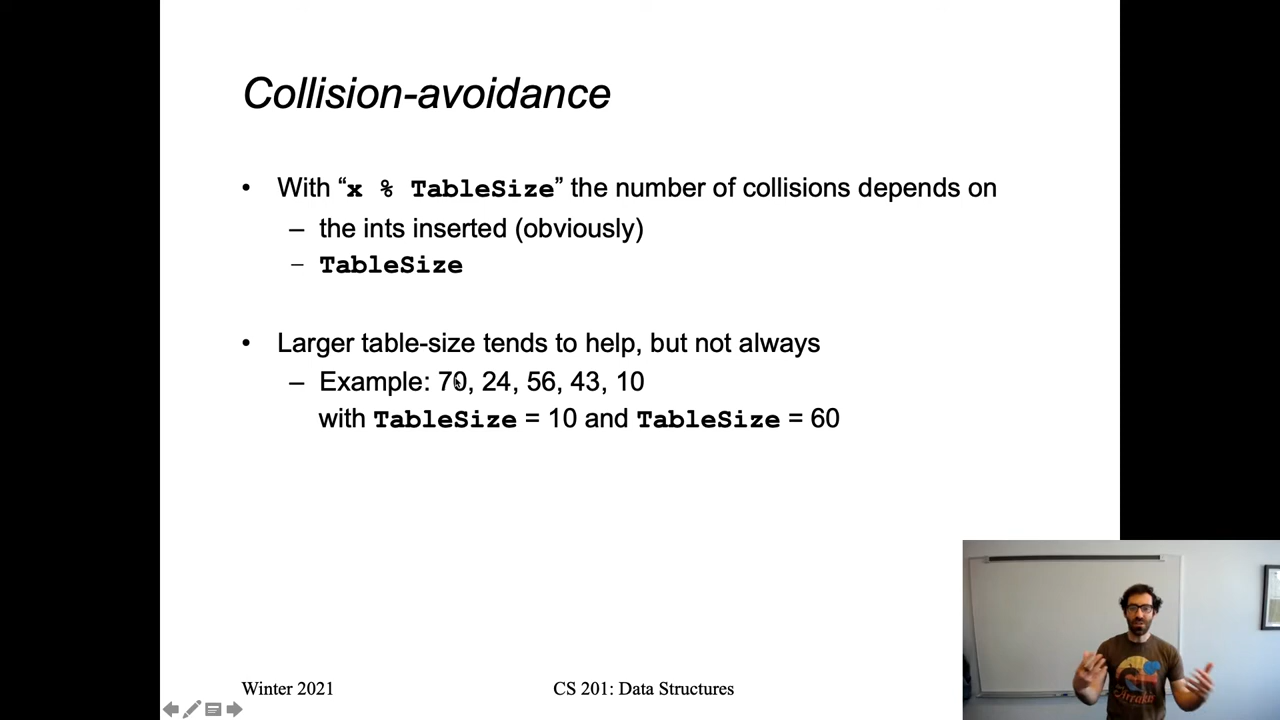 Collision-avoidance
• With “x % TableSize” the number of collisions depends on
– the ints inserted (obviously)
– TableSize
• Larger table-size tends to help, but not always
– Example: 70, 24, 56, 43, 10
with TableSize = 10 and TableSize = 60
Winter 2021
CS 201: Data Structures
Arrakis